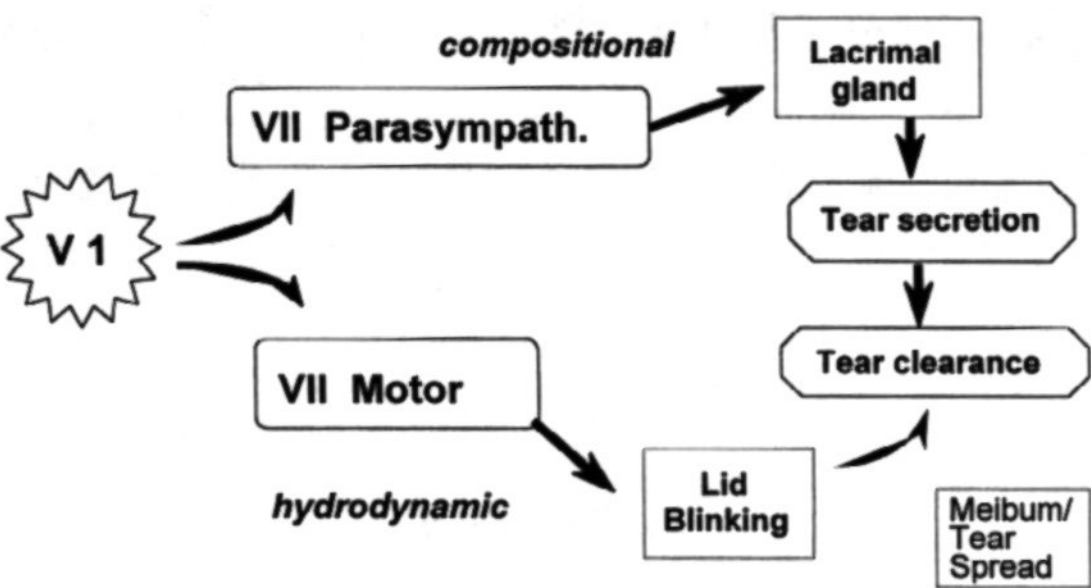 compositional
Lacrimal
gland
VII Parasympath.
V 1
Tear secretion
Tear clearance
VII Motor
hydrodynamic
Lid
Blinking
Meibum/
Tear
Spread